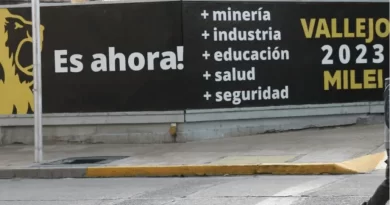 Es ahora!
+ minería
+ industria
+ educación
+ salud
+ seguridad
VALLEJO
2023
MILEI